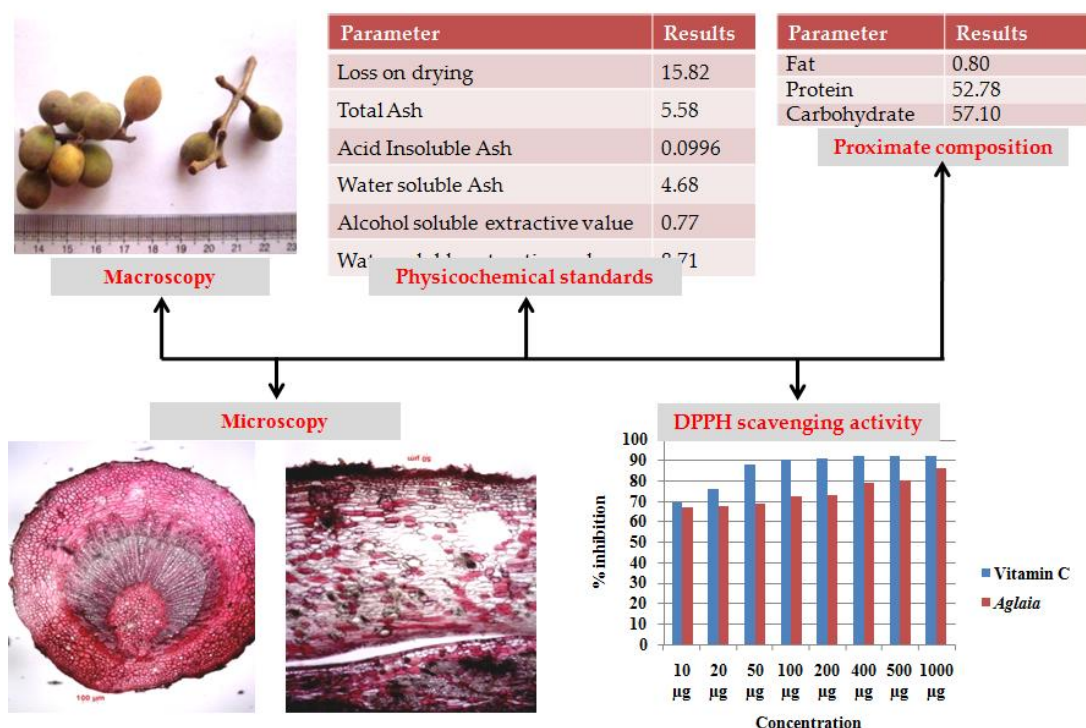 Parameter Results
Loss on drying 15.82
Total Ash 5.58
Acid Insoluble Ash 0.0996
Water soluble Ash 4.68
Alcohol soluble extractive value 0.77
Parameter Results
Fat 0.80
Protein 52.78
Carbohydrate 57.10
14 15 16 17 18 19 20 21 22 23
Macroscopy
Physicochemical standards
Proximate composition
Microscopy
DPPH scavenging activity
100 µm
50 µm
% inhibition
100
90
80
70
60
50
40
30
20
10
0
10 20 50 100 200 400 500 1000
µg µg µg µg µg µg µg µg
Concentration
Vitamin C
Aglaia